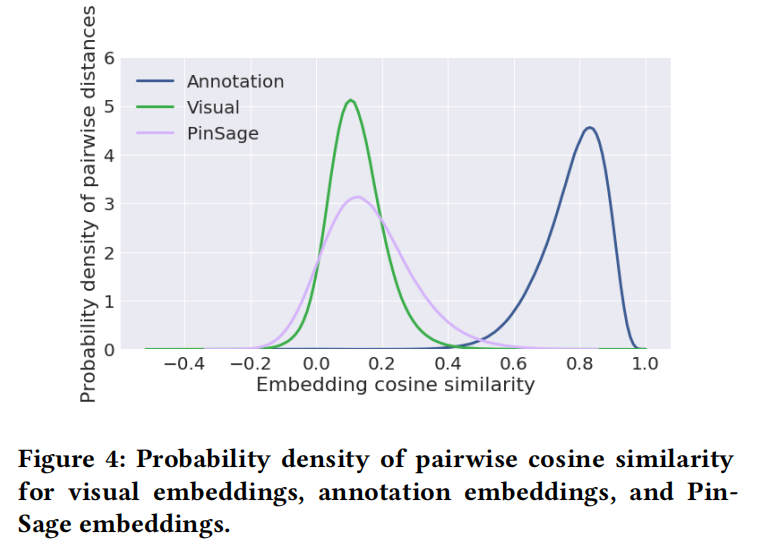 Probability density of pairwise distances
6
5
4
3
2
1
0
Annotation
Visual
PinSage
−0.4 −0.2 0.0 0.2 0.4 0.6 0.8 1.0
Embedding cosine similarity
Figure 4: Probability density of pairwise cosine similarity
for visual embeddings, annotation embeddings, and Pin-
Sage embeddings.